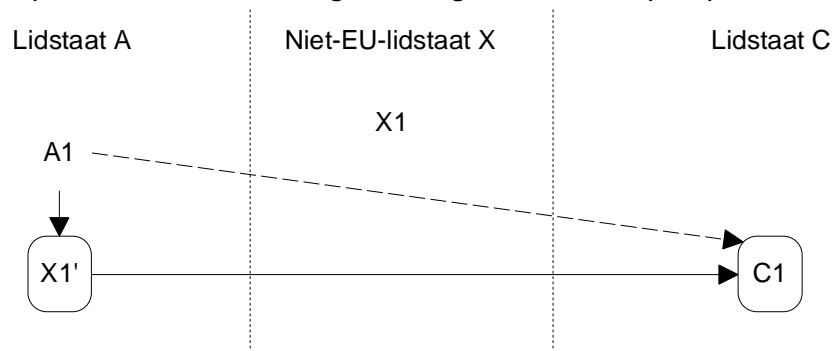 Lidstaat A Niet-EU-lidstaat X Lidstaat C
X1
A1
X1' C1